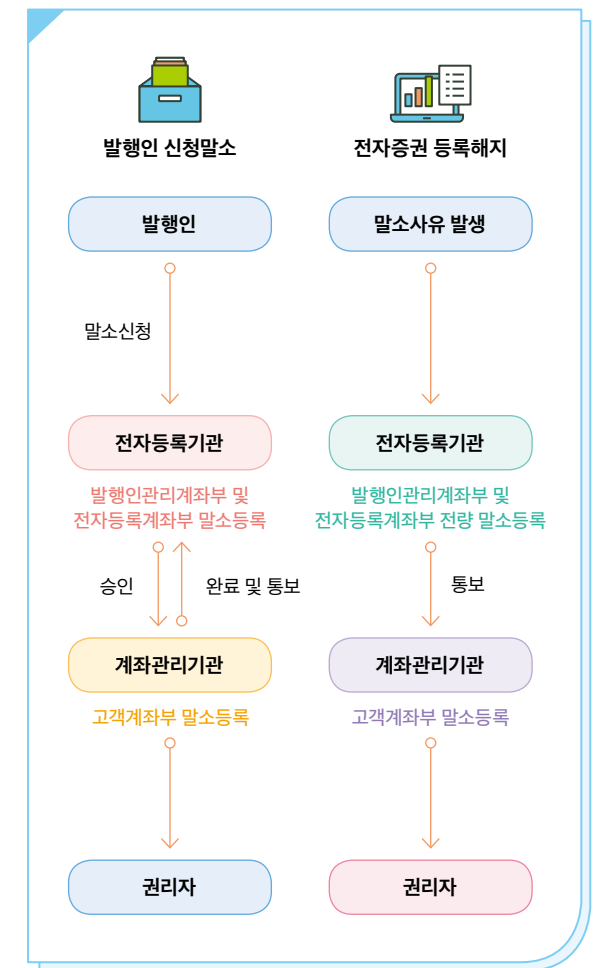 발행인 신청말소
전자증권 등록해지
발행인
말소사유 발생
말소신청
전자등록기관
전자등록기관
발행인관리계좌부 및
전자등록계좌부 말소등록
발행인관리계좌부 및
전자등록계좌부 전량 말소등록
승인
완료 및 통보
통보
계좌관리기관
계좌관리기관
고객계좌부 말소등록
고객계좌부 말소등록
권리자
권리자